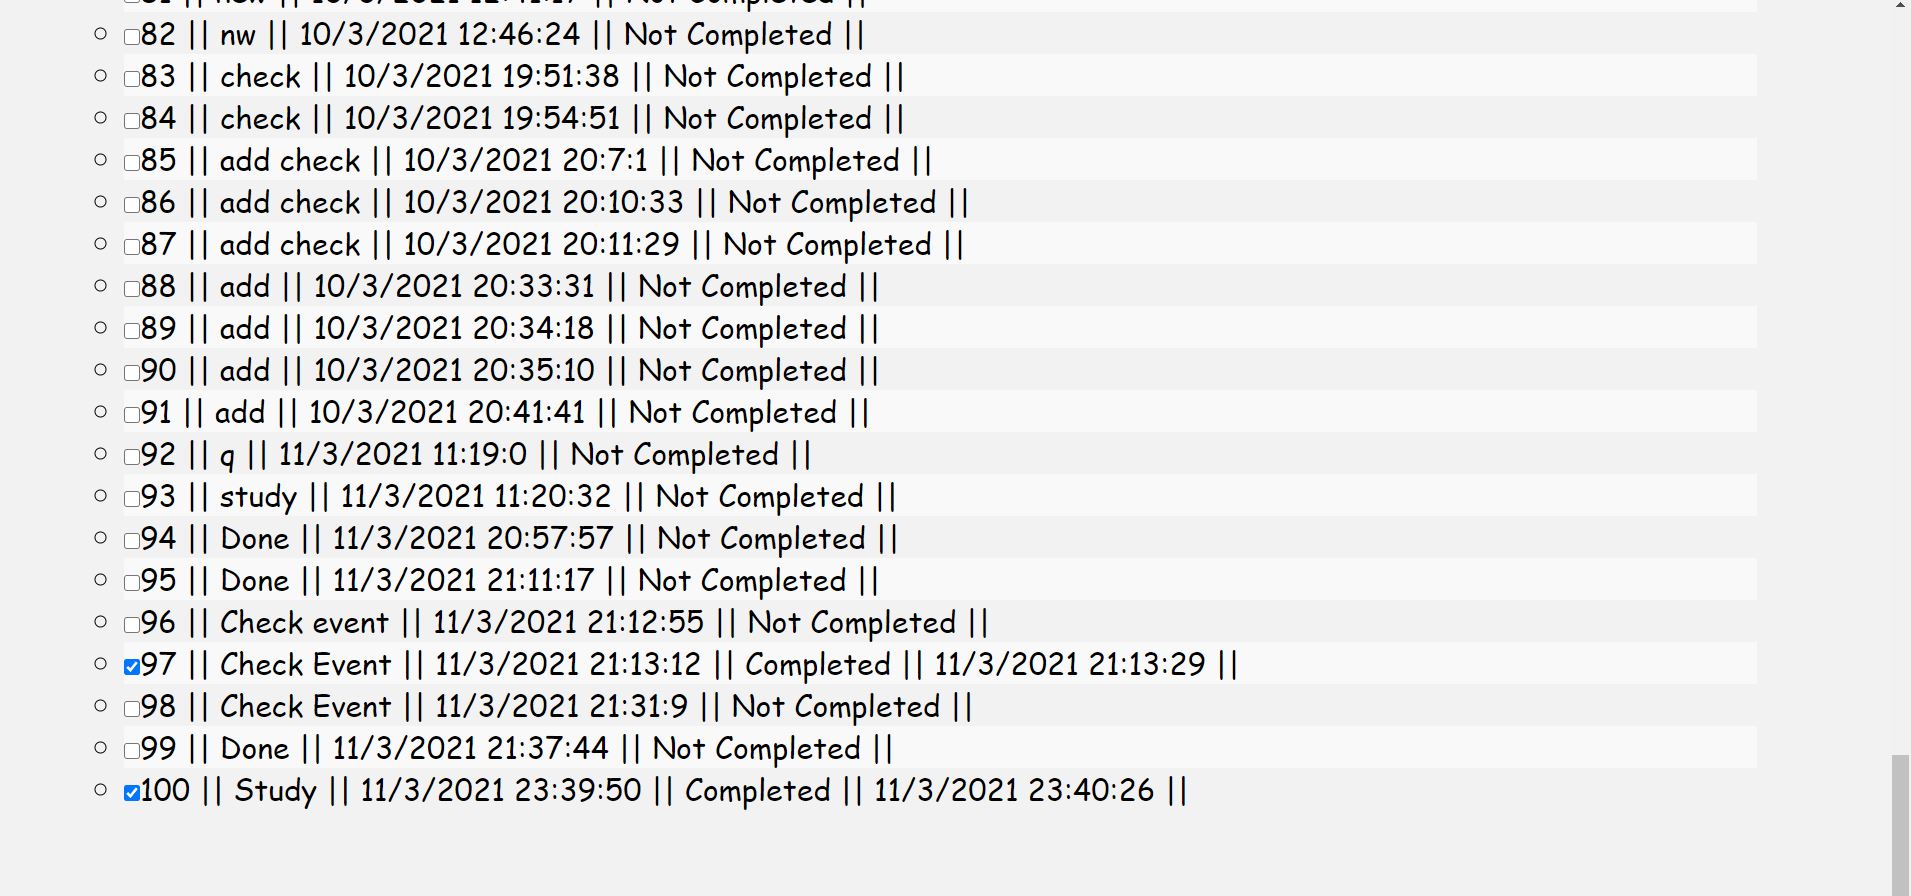 82 || nw || 10/3/2021 12:46:24 || Not Completed ||
83 || check || 10/3/2021 19:51:38 || Not Completed ||
84 || check || 10/3/2021 19:54:51 || Not Completed ||
85 || add check || 10/3/2021 20:7:1 || Not Completed ||
86 || add check || 10/3/2021 20:10:33 || Not Completed ||
87 || add check || 10/3/2021 20:11:29 || Not Completed ||
88 || add || 10/3/2021 20:33:31 || Not Completed ||
89 || add || 10/3/2021 20:34:18 || Not Completed ||
90 || add || 10/3/2021 20:35:10 || Not Completed ||
91 || add || 10/3/2021 20:41:41 || Not Completed ||
92 || q || 11/3/2021 11:19:0 || Not Completed ||
93 || study || 11/3/2021 11:20:32 || Not Completed ||
94 || Done || 11/3/2021 20:57:57 || Not Completed ||
95 || Done || 11/3/2021 21:11:17 || Not Completed ||
96 || Check event || 11/3/2021 21:12:55 || Not Completed ||
97 || Check Event || 11/3/2021 21:13:12 || Completed || 11/3/2021 21:13:29 ||
98 || Check Event || 11/3/2021 21:31:9 || Not Completed ||
99 || Done || 11/3/2021 21:37:44 || Not Completed ||
100 || Study || 11/3/2021 23:39:50 || Completed || 11/3/2021 23:40:26 ||